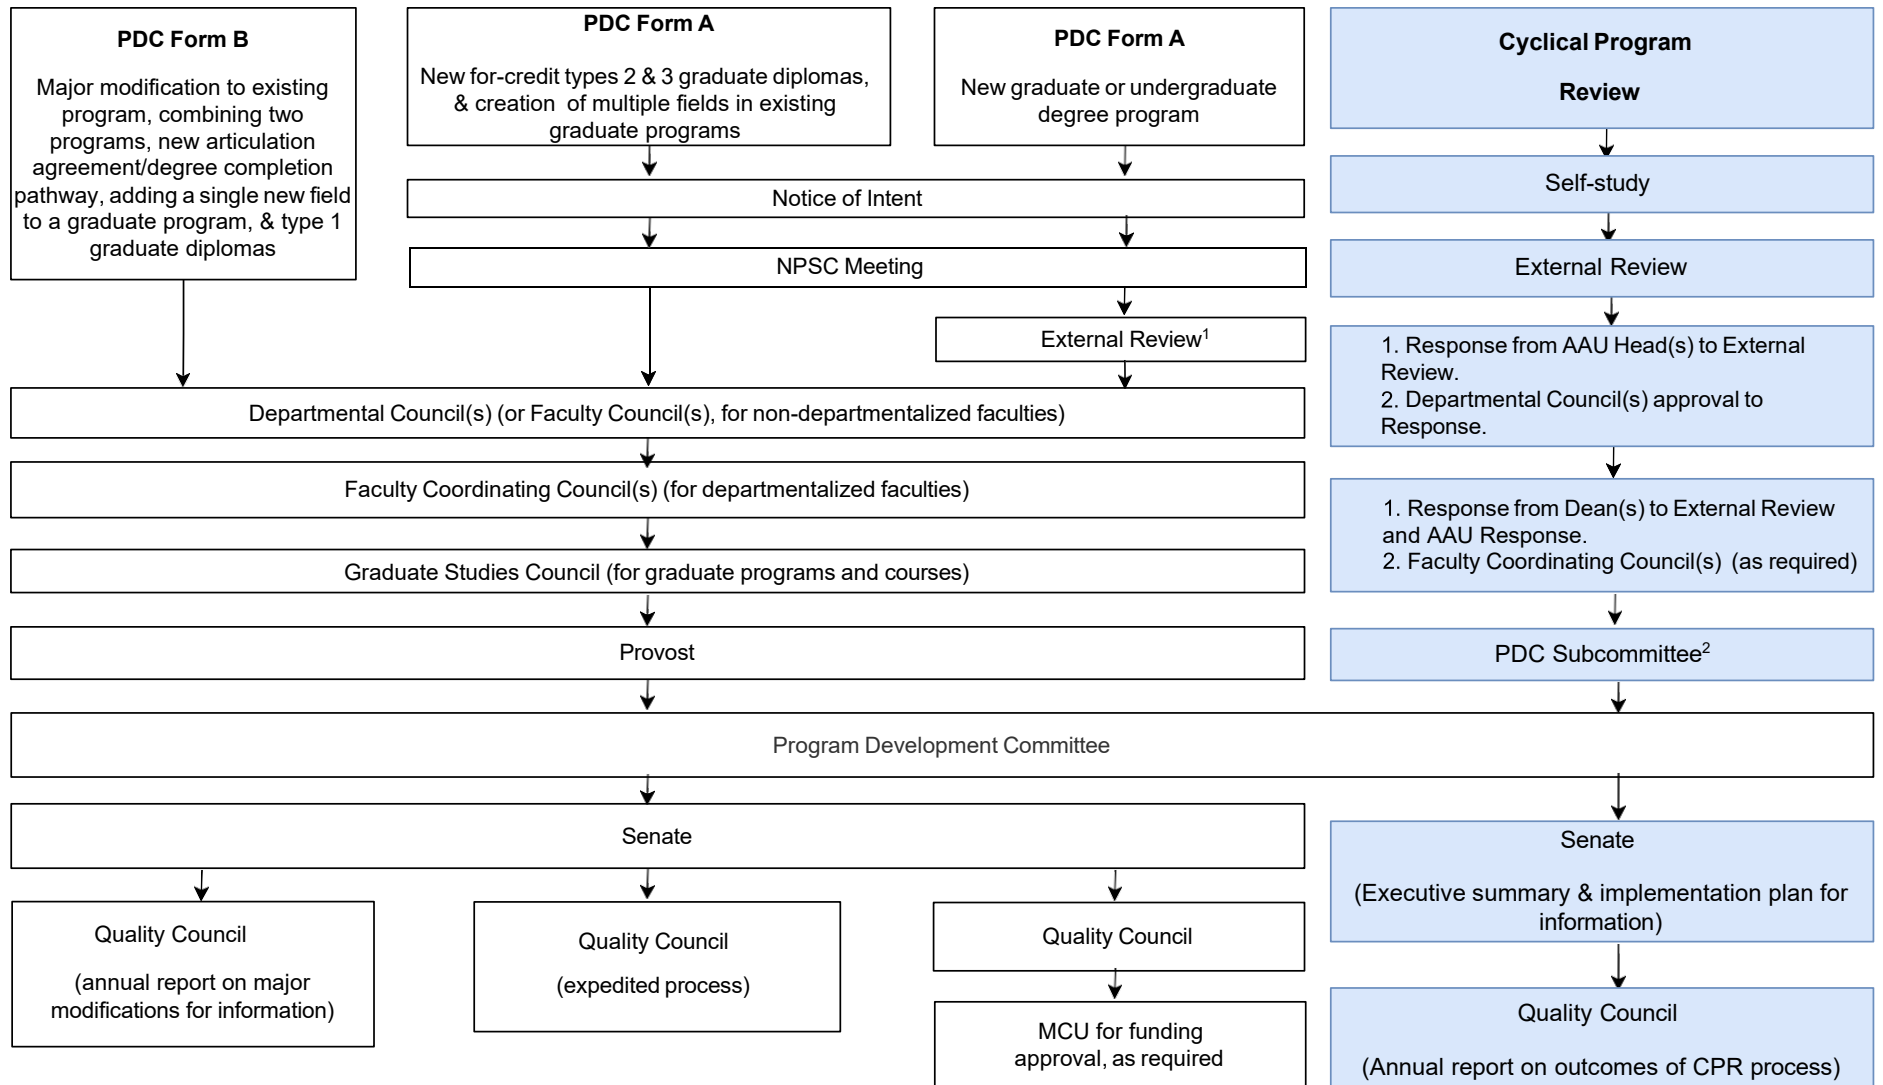 PDC Form B
Major modification to existing
program, combining two
programs, new articulation
agreement/degree completion
pathway, adding a single new field
to a graduate program, & type 1
graduate diplomas
PDC Form A
New for-credit types 2 & 3 graduate diplomas,
& creation of multiple fields in existing
graduate programs
PDC Form A
New graduate or undergraduate
degree program
Notice of Intent
NPSC Meeting
External Review¹
Departmental Council(s) (or Faculty Council(s), for non-departmentalized faculties)
Faculty Coordinating Council(s) (for departmentalized faculties)
Graduate Studies Council (for graduate programs and courses)
Provost
Cyclical Program
Review
Self-study
External Review
1. Response from AAU Head(s) to External
Review.
2. Departmental Council(s) approval to
Response.
1. Response from Dean(s) to External Review
and AAU Response.
2. Faculty Coordinating Council(s) (as required)
PDC Subcommittee²
Program Development Committee
Senate
Quality Council
(annual report on major
modifications for information)
Quality Council
(expedited process)
Quality Council
MCU for funding
approval, as required
Senate
(Executive summary & implementation plan for
information)
Quality Council
(Annual report on outcomes of CPR process)